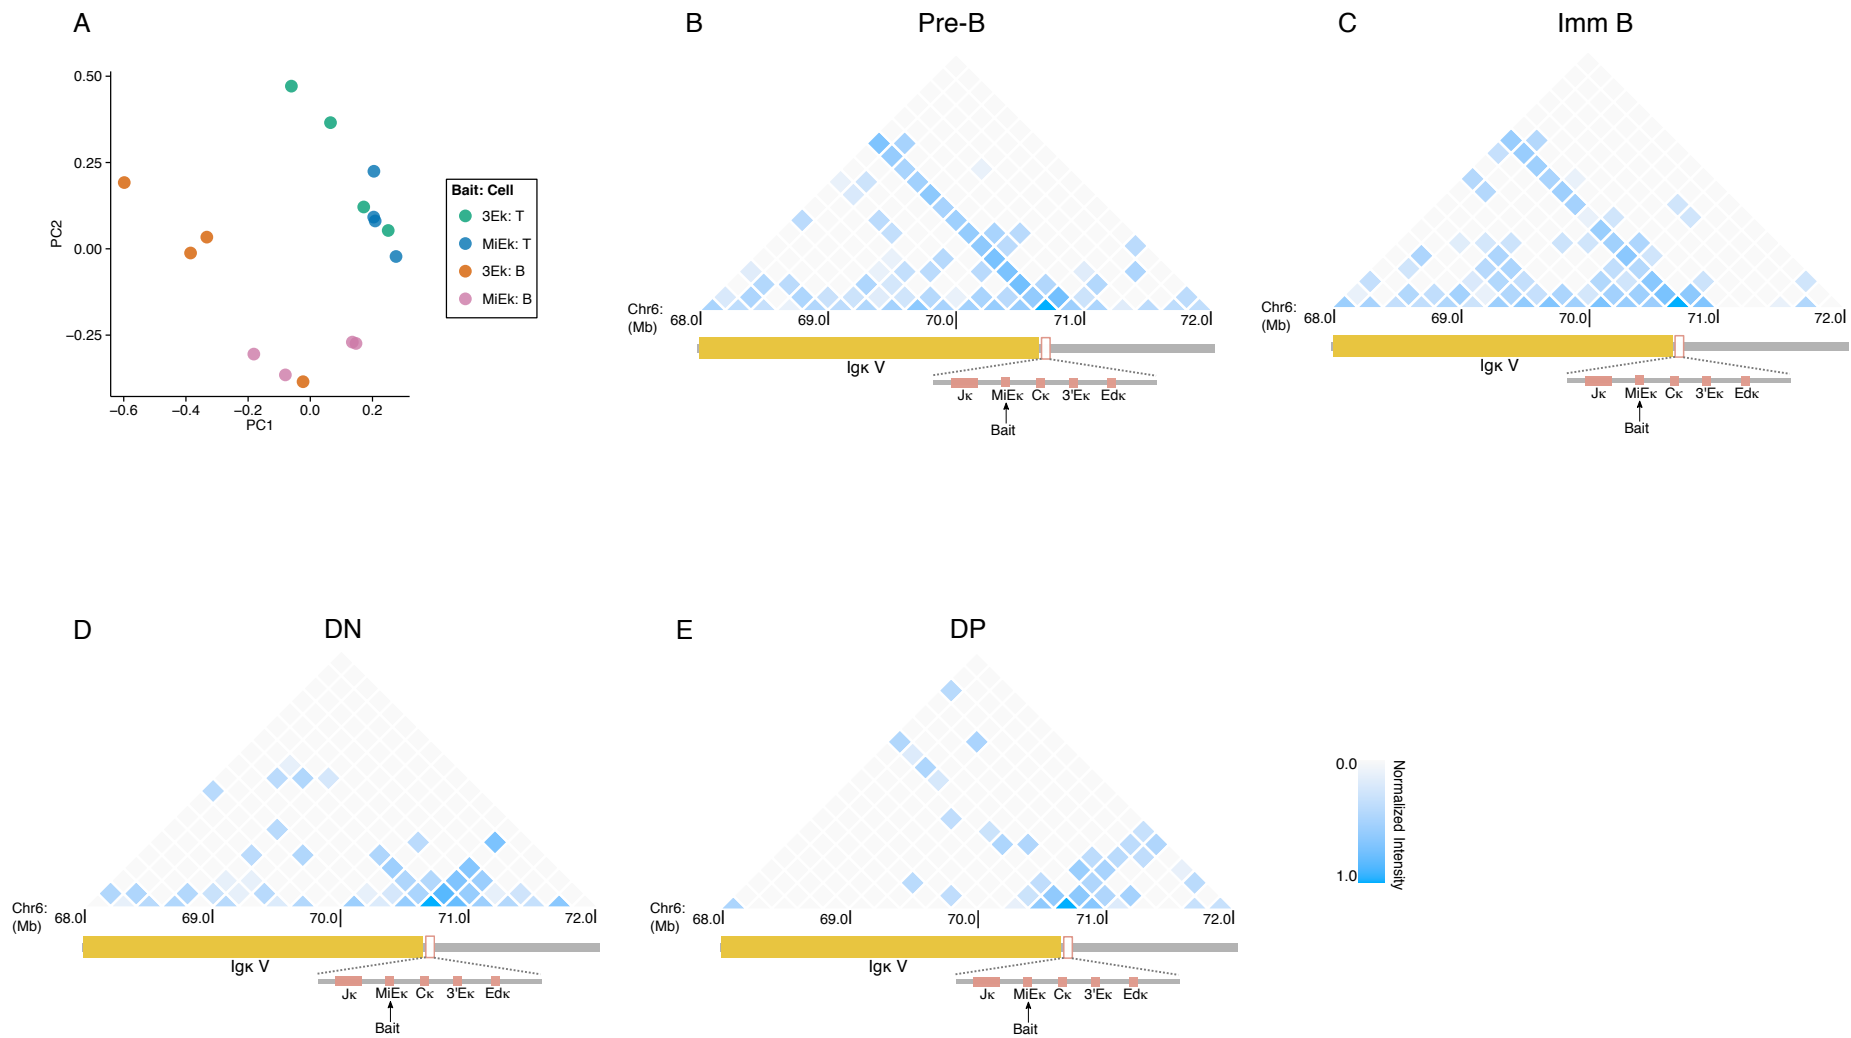 A
0.50
0.25
0.00
−0.25
PC2
−0.6
−0.4
−0.2
0.0
0.2
PC1
Bait: Cell
3Ek: T
MiEk: T
3Ek: B
MiEk: B
B
Pre-B
Chr6:
(Mb)
68.0
69.0
70.0
71.0
72.0
Igκ V
Jκ
MiEκ
Cκ
3'Eκ
Edκ
Bait
C
Imm B
Chr6:
(Mb)
68.0
69.0
70.0
71.0
72.0
Igκ V
Jκ
MiEκ
Cκ
3'Eκ
Edκ
Bait
D
DN
Chr6:
(Mb)
68.0
69.0
70.0
71.0
72.0
Igκ V
Jκ
MiEκ
Cκ
3'Eκ
Edκ
Bait
E
DP
Chr6:
(Mb)
68.0
69.0
70.0
71.0
72.0
Igκ V
Jκ
MiEκ
Cκ
3'Eκ
Edκ
Bait
0.0
1.0
Normalized Intensity